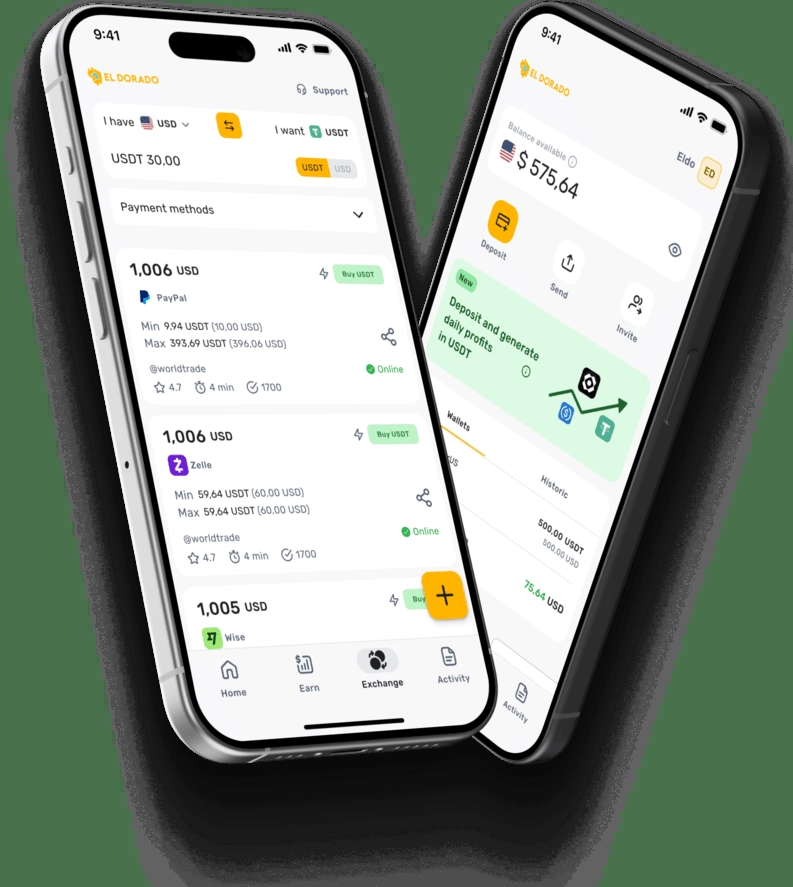 9:41
EL DORADO
Support
I have USD
I want USDT
USDT 30,00
USDT USD
Payment methods
1,006 USD
Buy USDT
PayPal
Min 9,94 USDT (10,00 USD)
Max 393,69 USDT (396,06 USD)
@worldtrade
Online
4.7 4 min 1700
1,006 USD
Buy USDT
Zelle
Min 59,64 USDT (60,00 USD)
Max 59,64 USDT (60,00 USD)
@worldtrade
Online
4.7 4 min 1700
1,005 USD
Buy
Wise
Home
Earn
Exchange
Activity
9:41
EL DORADO
Eldo ED
Balance available
$ 575,64
Deposit
Send
Invite
New
Deposit and generate
daily profits
in USDT
Wallets
Historic
500,00 USDT
500,00 USD
75,64 USD
Activity